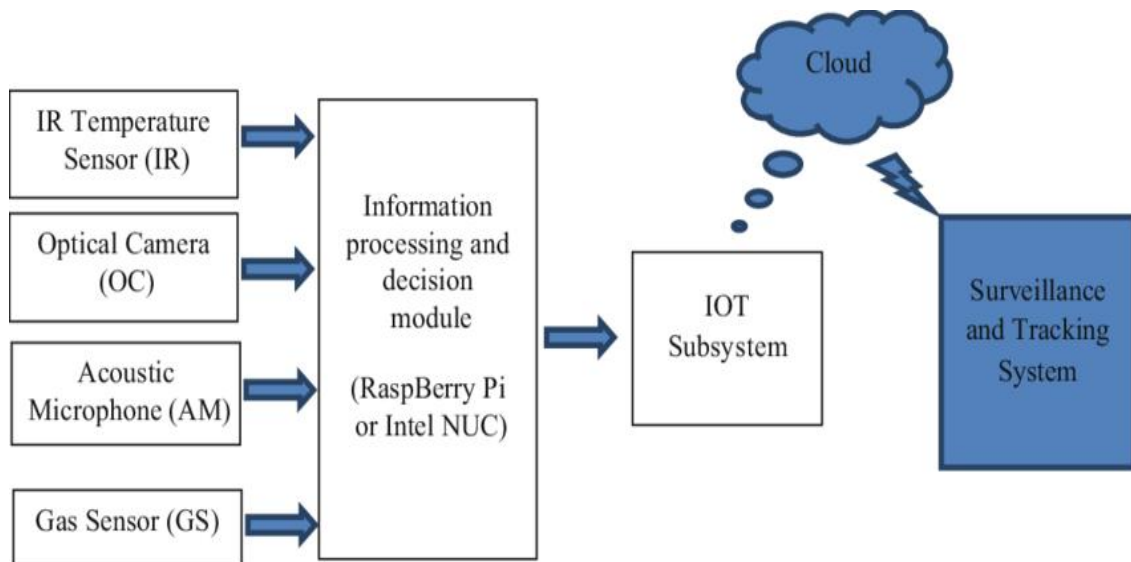 IR Temperature
Sensor (IR)
Optical Camera
(OC)
Acoustic
Microphone (AM)
Gas Sensor (GS)
Information
processing and
decision
module
(RaspBerry Pi
or Intel NUC)
IOT
Subsystem
Cloud
Surveillance
and Tracking
System